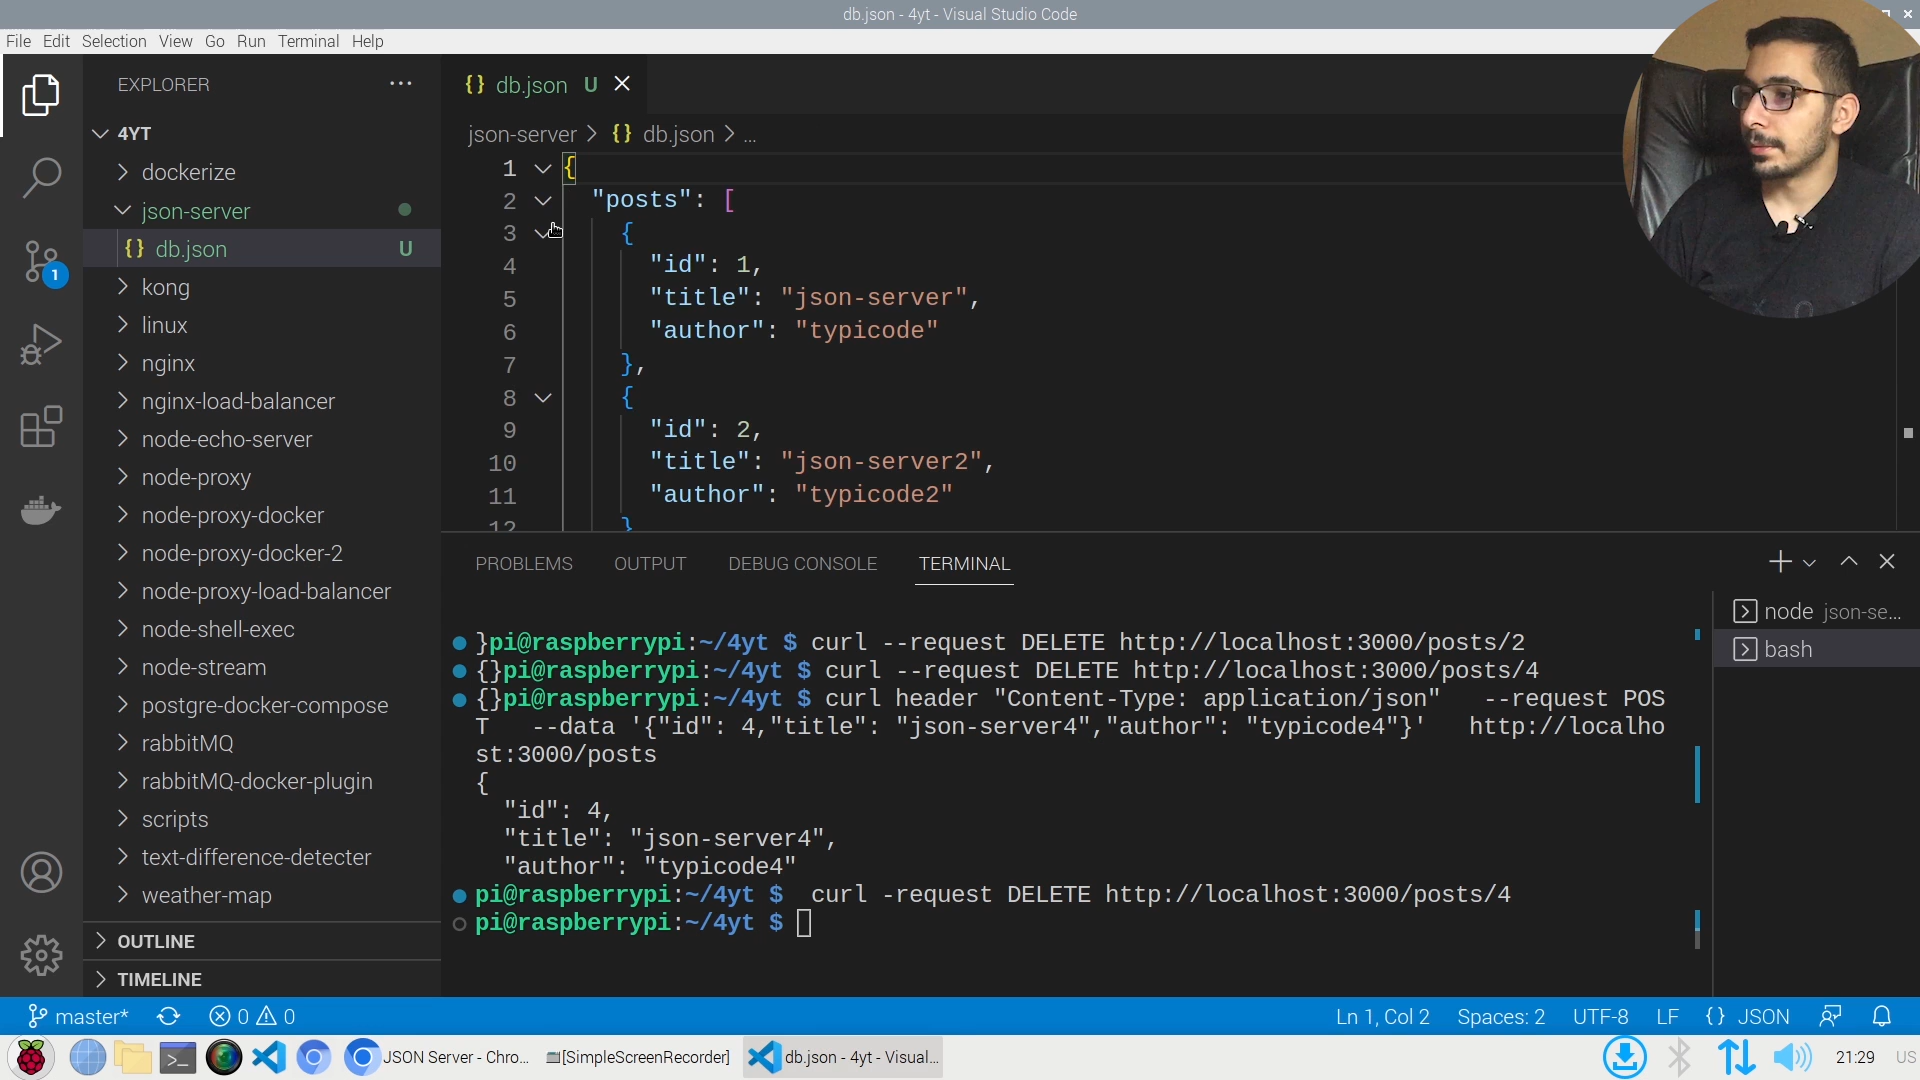 db.json - 4yt - Visual Studio Code
File Edit Selection View Go Run Terminal Help
EXPLORER
4YT
dockerize
json-server
db.json U
kong
linux
nginx
nginx-load-balancer
node-echo-server
node-proxy
node-proxy-docker
node-proxy-docker-2
node-proxy-load-balancer
node-shell-exec
node-stream
postgre-docker-compose
rabbitMQ
rabbitMQ-docker-plugin
scripts
text-difference-detecter
weather-map
OUTLINE
TIMELINE
1
{} db.json U
json-server > {} db.json > ...
1 {
2 "posts": [
3 {
4 "id": 1,
5 "title": "json-server",
6 "author": "typicode"
7 },
8 {
9 "id": 2,
10 "title": "json-server2",
11 "author": "typicode2"
12 }
PROBLEMS OUTPUT DEBUG CONSOLE TERMINAL
}pi@raspberrypi:~/4yt $ curl --request DELETE http://localhost:3000/posts/2
{}pi@raspberrypi:~/4yt $ curl --request DELETE http://localhost:3000/posts/4
{}pi@raspberrypi:~/4yt $ curl header "Content-Type: application/json" --request POS
T --data '{"id": 4,"title": "json-server4","author": "typicode4"}' http://localho
st:3000/posts
{
"id": 4,
"title": "json-server4",
"author": "typicode4"
pi@raspberrypi:~/4yt $ curl -request DELETE http://localhost:3000/posts/4
pi@raspberrypi:~/4yt $
node json-se...
bash
master* 0 0 Ln 1, Col 2 Spaces: 2 UTF-8 LF {} JSON
JSON Server - Chro... [SimpleScreenRecorder] db.json - 4yt - Visual... 21:29 US